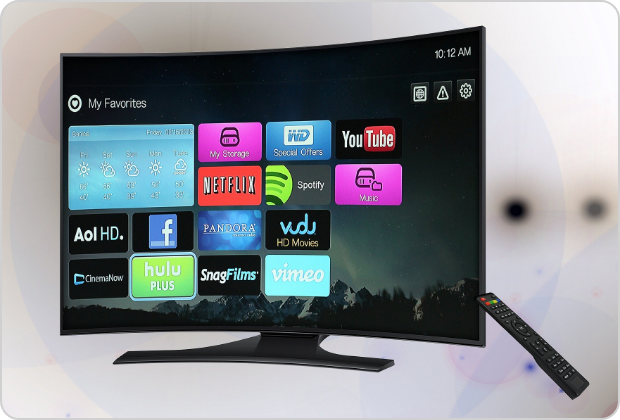 10:12 AM
My Favorites
My Storage
WD
Special Offers
YouTube
NETFLIX
Spotify
Music
Aol HD.
f
PANDORA
vudu
HD Movies
CinemaNow
hulu
PLUS
SnagFilms
vimeo